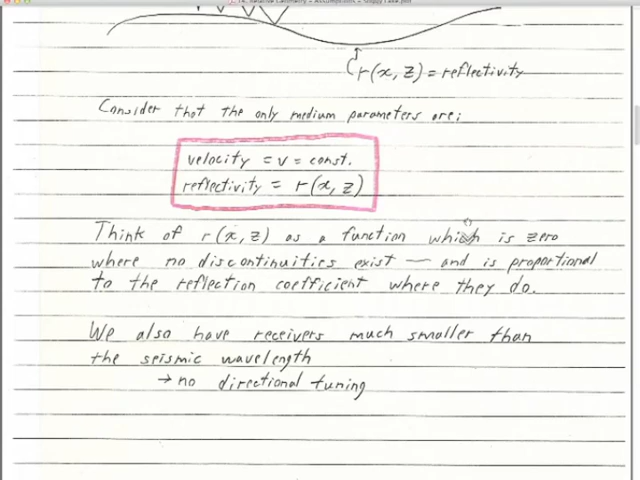 r(x, z) = reflectivity
Consider that the only medium parameters are:
velocity = v = const.
reflectivity = r(x, z)
Think of r(x, z) as a function which is zero
where no discontinuities exist — and is proportional
to the reflection coefficient where they do.
We also have receivers much smaller than
the seismic wavelength
→ no directional tuning